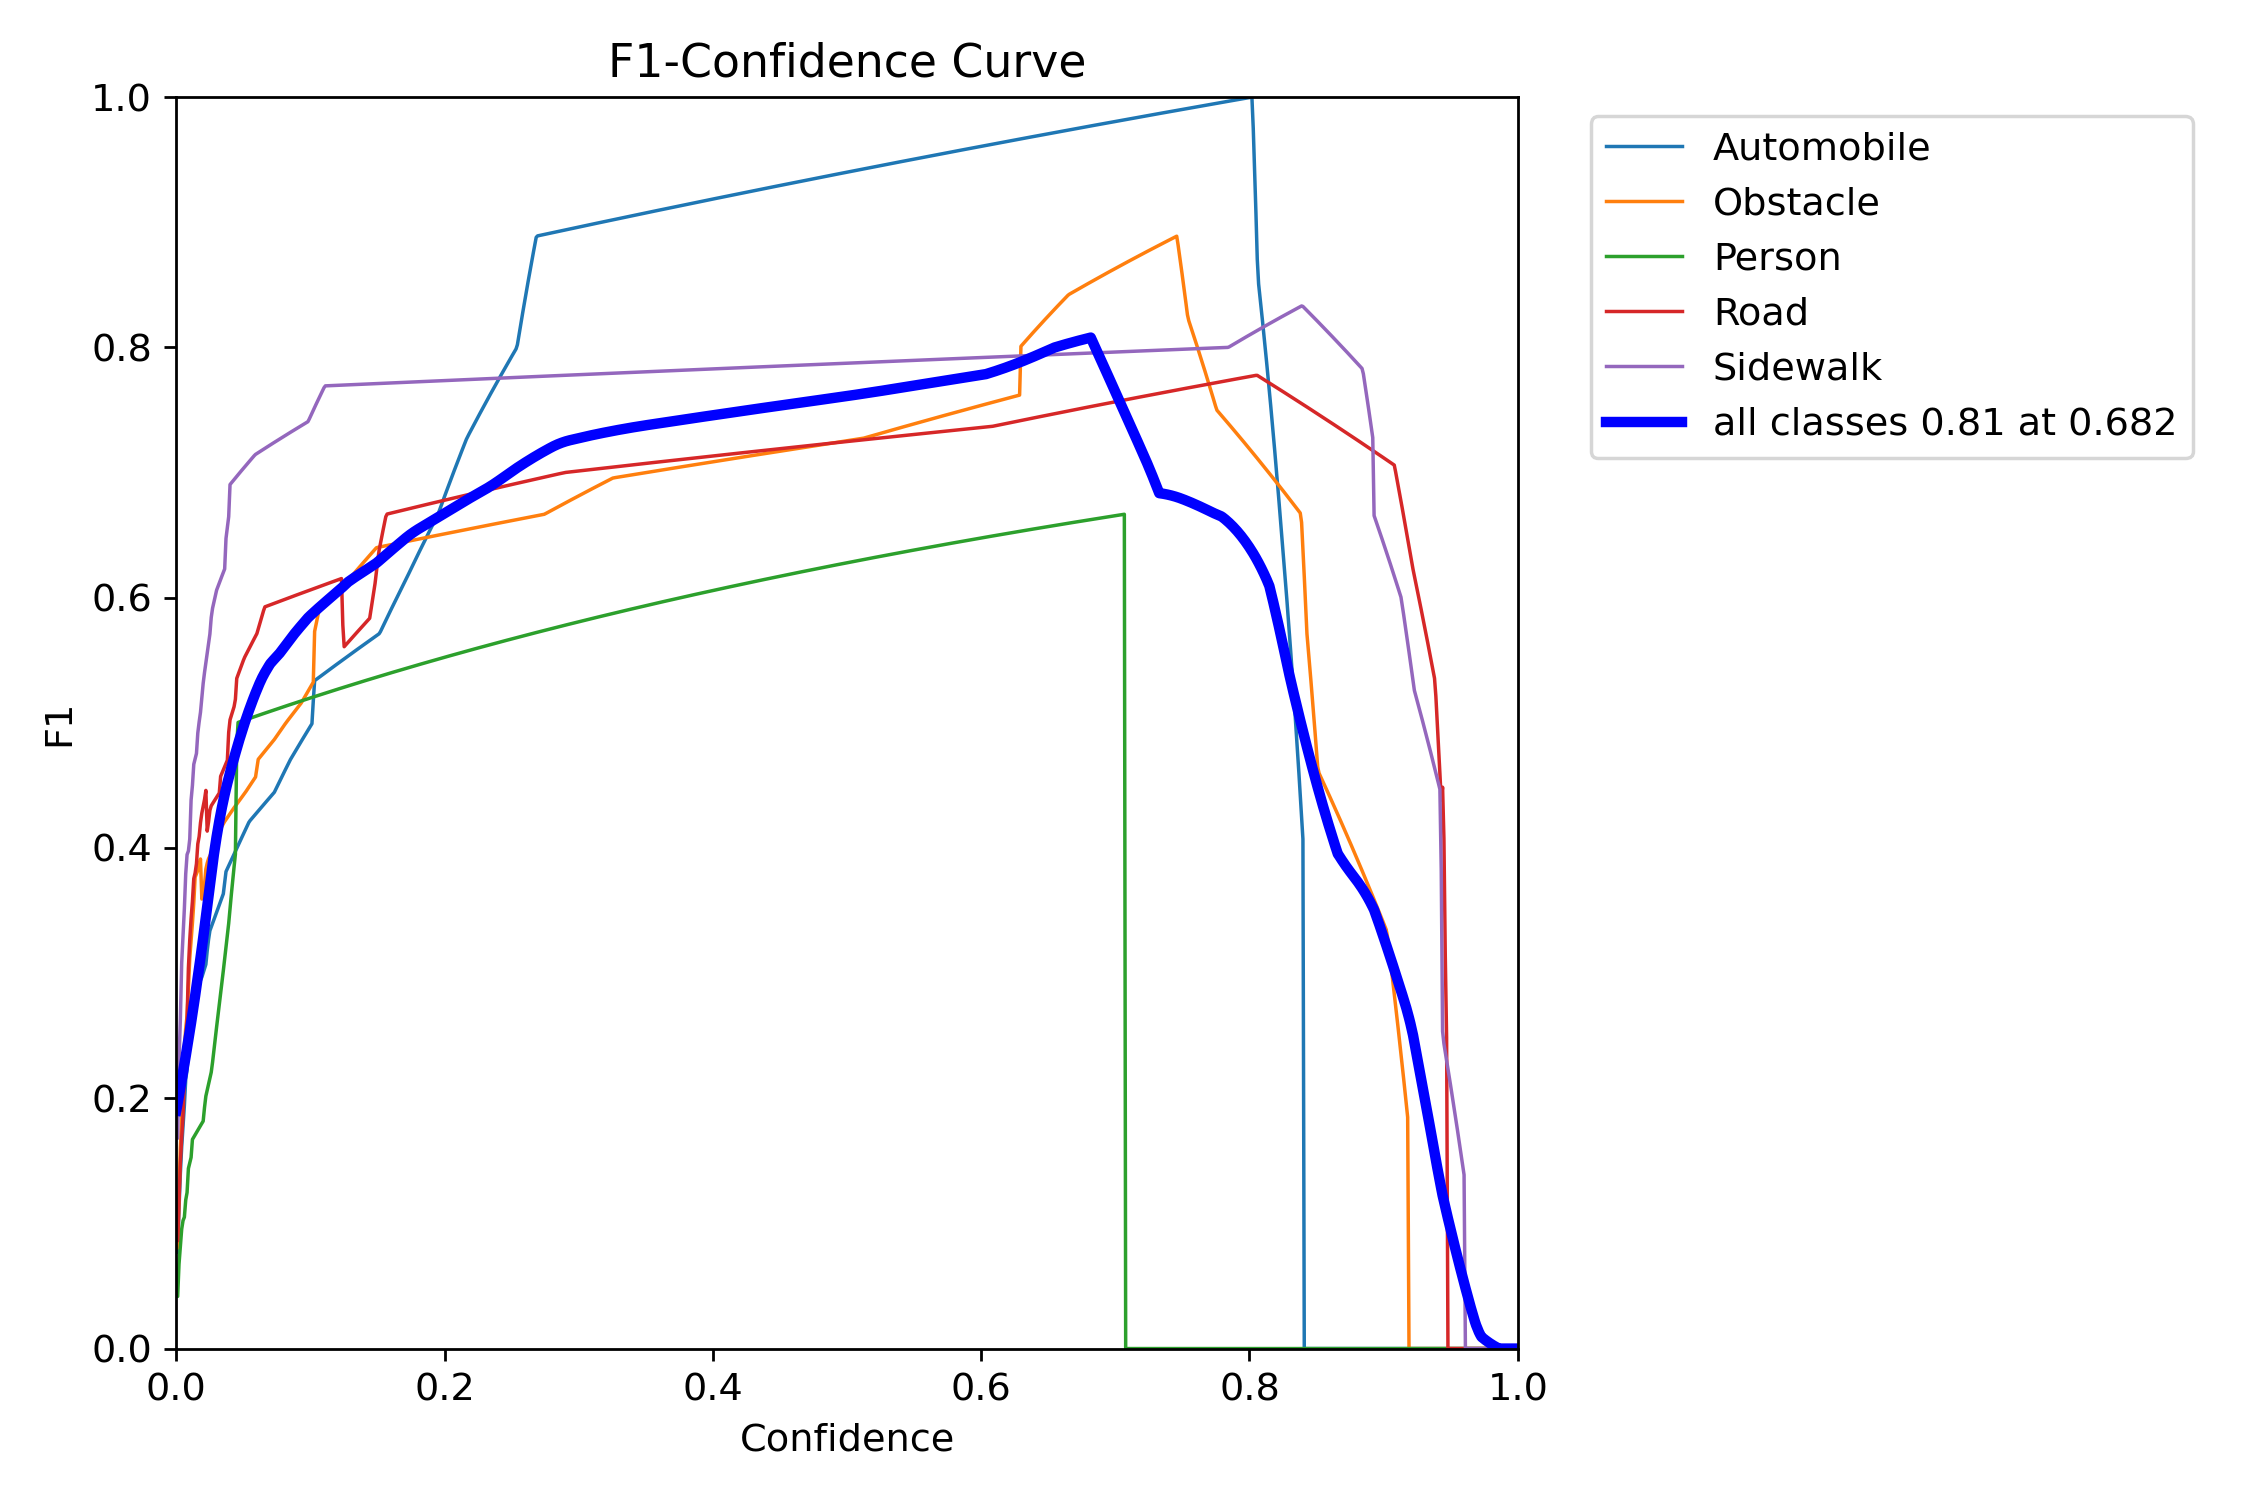 F1-Confidence Curve
1.0
0.8
0.6
0.4
0.2
0.0
F1
0.0 0.2 0.4 0.6 0.8 1.0
Confidence
Automobile
Obstacle
Person
Road
Sidewalk
all classes 0.81 at 0.682